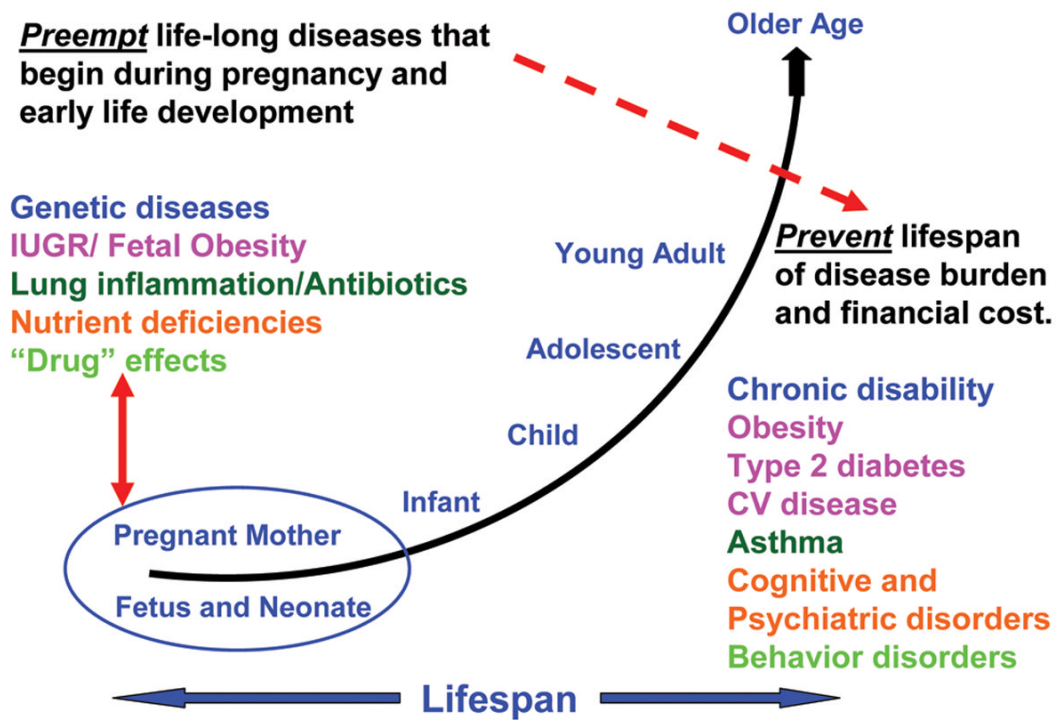 Preempt life-long diseases that
begin during pregnancy and
early life development
Older Age
Genetic diseases
IUGR/ Fetal Obesity
Lung inflammation/Antibiotics
Nutrient deficiencies
“Drug” effects
Young Adult
Adolescent
Child
Infant
Pregnant Mother
Fetus and Neonate
Prevent lifespan
of disease burden
and financial cost.
Chronic disability
Obesity
Type 2 diabetes
CV disease
Asthma
Cognitive and
Psychiatric disorders
Behavior disorders
Lifespan